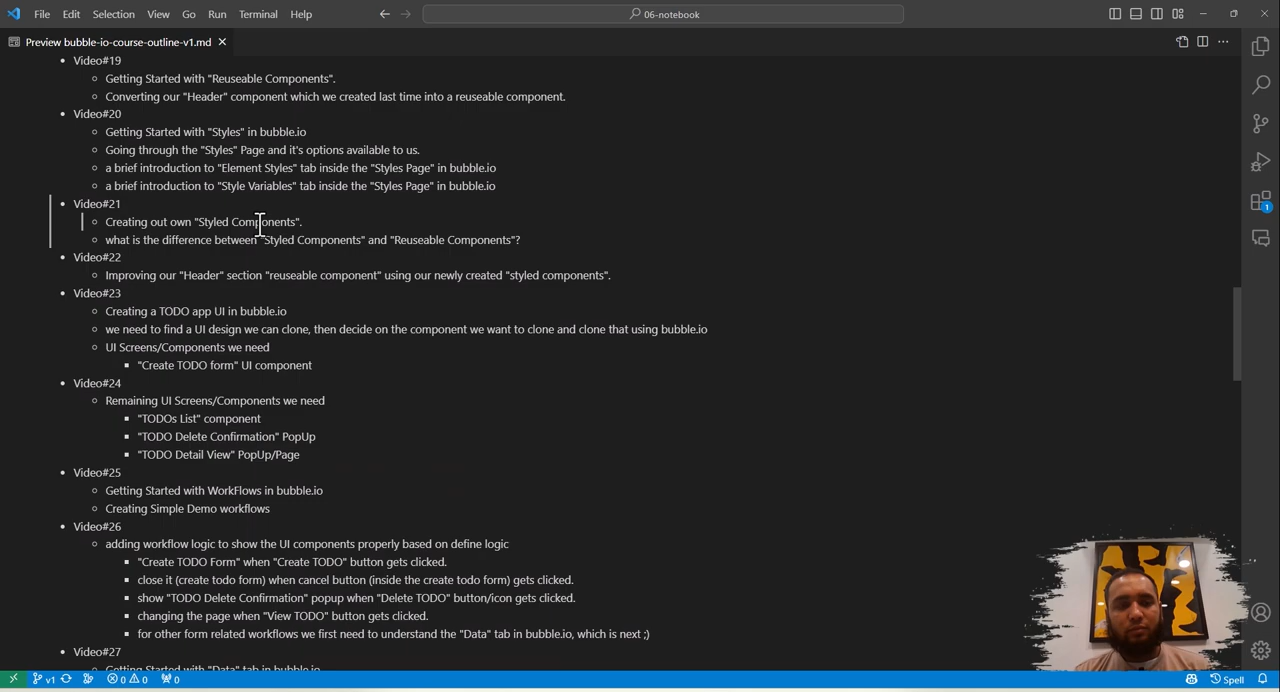 File Edit Selection View Go Run Terminal Help
06-notebook
Preview bubble-io-course-outline-v1.md
Video#19
Getting Started with "Reuseable Components".
Converting our "Header" component which we created last time into a reuseable component.
Video#20
Getting Started with "Styles" in bubble.io
Going through the "Styles" Page and it's options available to us.
a brief introduction to "Element Styles" tab inside the "Styles Page" in bubble.io
a brief introduction to "Style Variables" tab inside the "Styles Page" in bubble.io
Video#21
Creating out own "Styled Components".
what is the difference between "Styled Components" and "Reuseable Components"?
Video#22
Improving our "Header" section "reuseable component" using our newly created "styled components".
Video#23
Creating a TODO app UI in bubble.io
we need to find a UI design we can clone, then decide on the component we want to clone and clone that using bubble.io
UI Screens/Components we need
"Create TODO form" UI component
Video#24
Remaining UI Screens/Components we need
"TODOs List" component
"TODO Delete Confirmation" PopUp
"TODO Detail View" PopUp/Page
Video#25
Getting Started with WorkFlows in bubble.io
Creating Simple Demo workflows
Video#26
adding workflow logic to show the UI components properly based on define logic
"Create TODO Form" when "Create TODO" button gets clicked.
close it (create todo form) when cancel button (inside the create todo form) gets clicked.
show "TODO Delete Confirmation" popup when "Delete TODO" button/icon gets clicked.
changing the page when "View TODO" button gets clicked.
for other form related workflows we first need to understand the "Data" tab in bubble.io, which is next ;)
Video#27
Getting Started with "Data" tab in bubble.io
v1 0 0 0 Spell
1